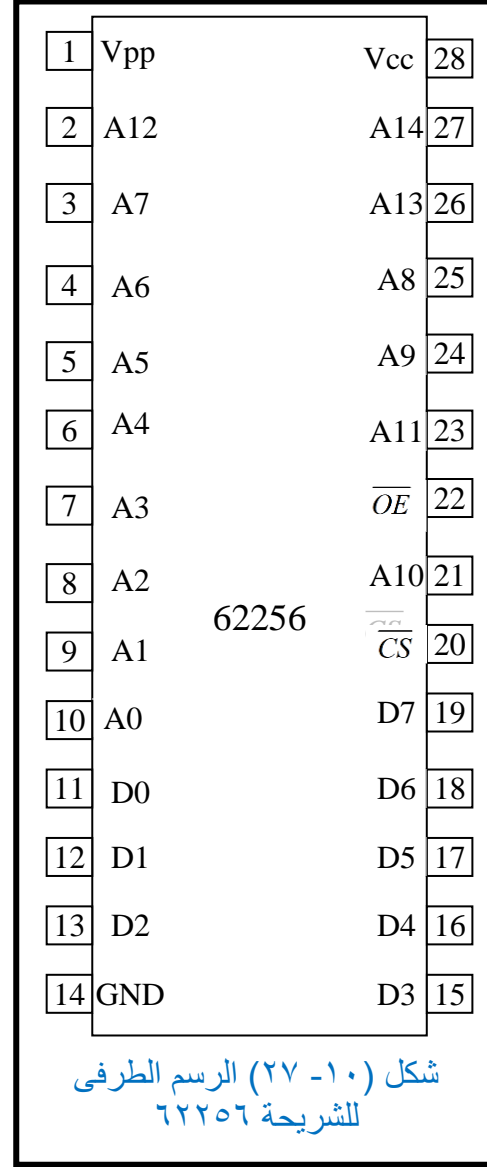 1 Vpp Vcc 28
2 A12 A14 27
3 A7 A13 26
4 A6 A8 25
5 A5 A9 24
6 A4 A11 23
7 A3 OE 22
8 A2 A10 21
62256
9 A1 CS 20
10 A0 D7 19
11 D0 D6 18
12 D1 D5 17
13 D2 D4 16
14 GND D3 15
شكل (١٠- ٢٧) الرسم الطرفى
للشريحة ٦٢٢٥٦